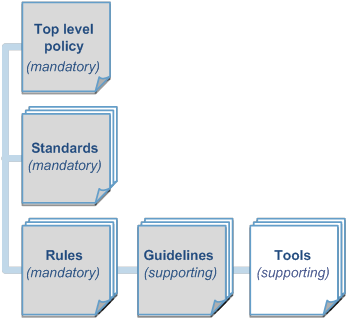 Top level
policy
(mandatory)
Standards
(mandatory)
Rules
(mandatory)
Guidelines
(supporting)
Tools
(supporting)